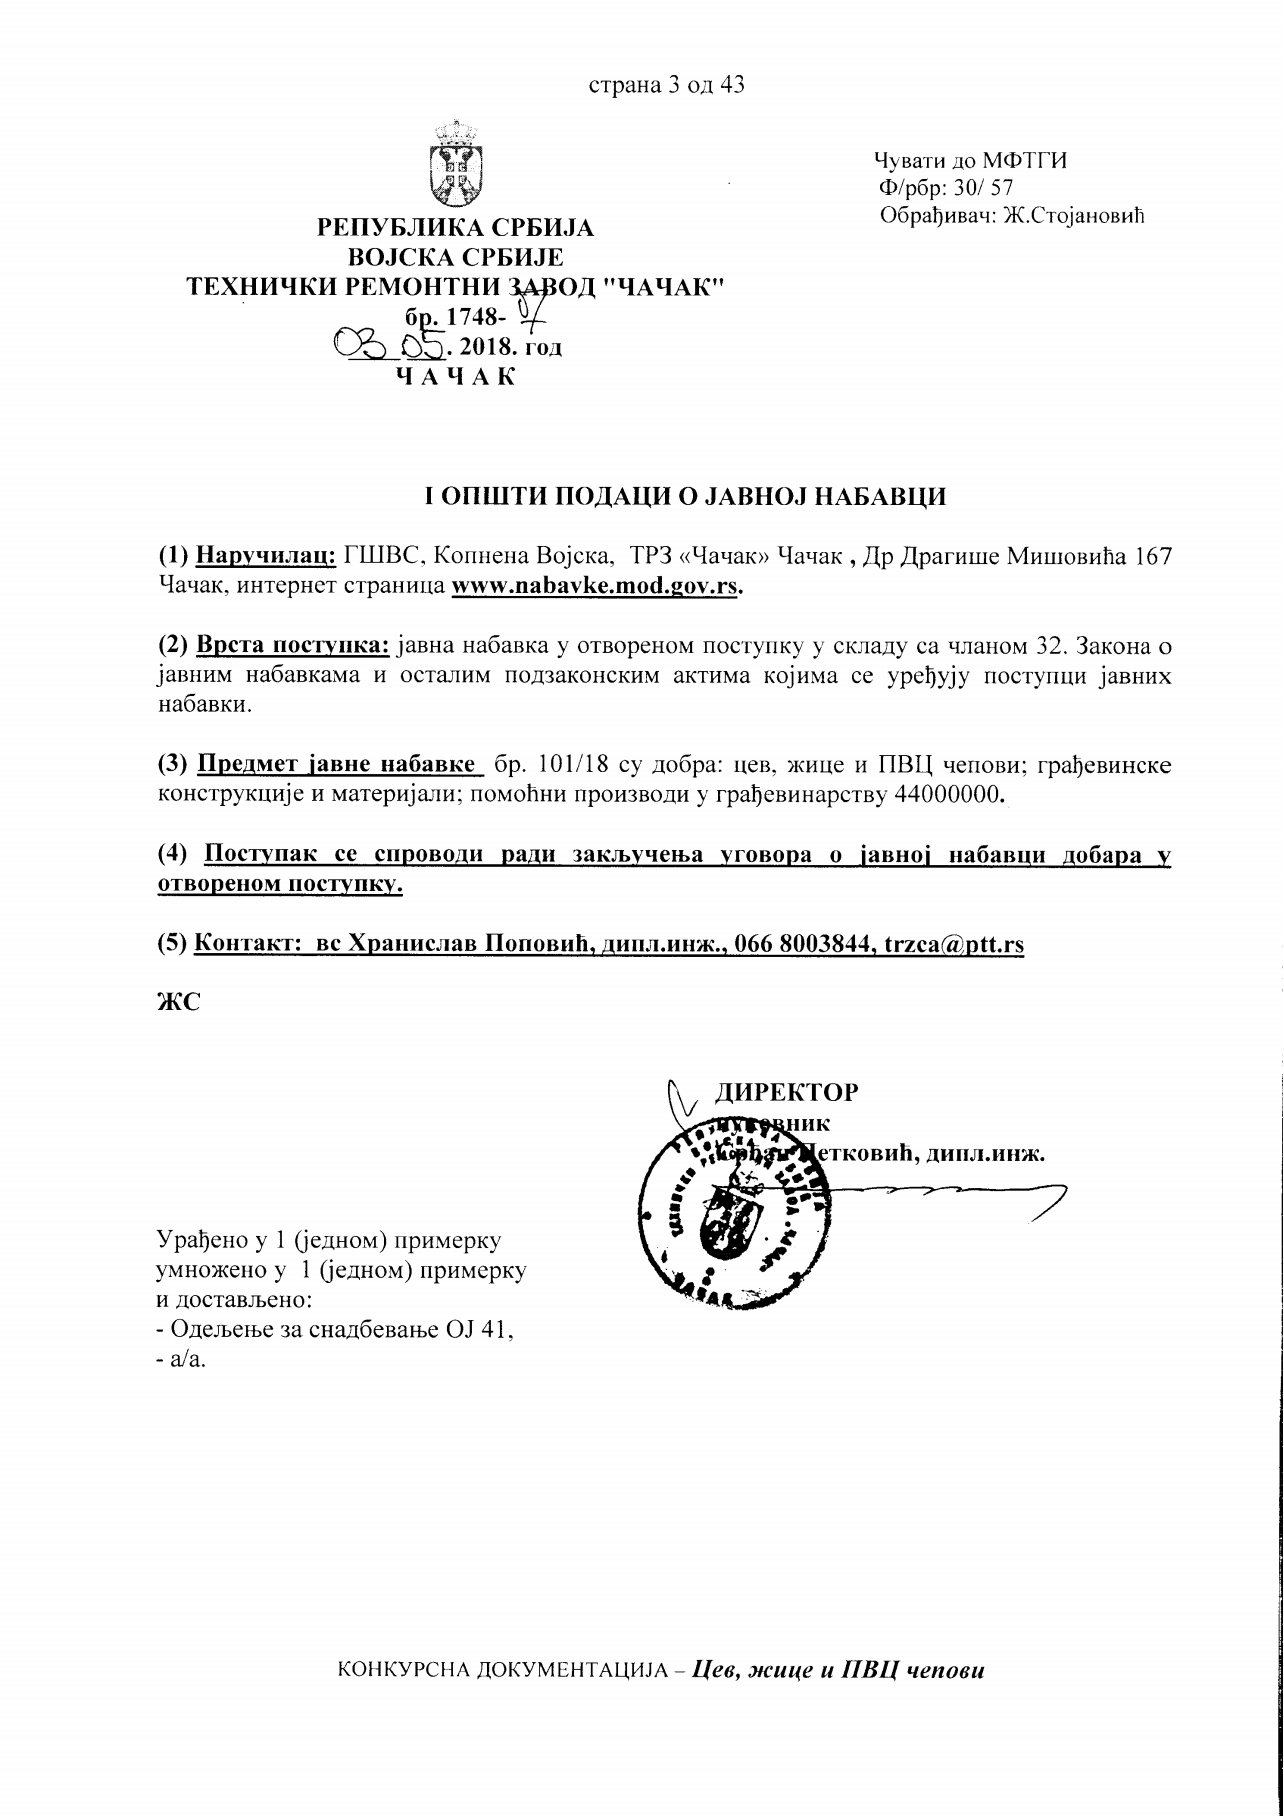 страна 3 од 43
Чувати до МФТГИ
Ф/рбр: 30/ 57
Обрађивач: Ж.Стојановић
РЕПУБЛИКА СРБИЈА
ВОЈСКА СРБИЈЕ
ТЕХНИЧКИ РЕМОНТНИ ЗАВОД "ЧАЧАК"
бр. 1748-
03 05. 2018. год
Ч А Ч А К
I ОПШТИ ПОДАЦИ О ЈАВНОЈ НАБАВЦИ
(1) Наручилац: ГШВС, Копнена Војска, ТРЗ «Чачак» Чачак , Др Драгише Мишовића 167
Чачак, интернет страница www.nabavke.mod.gov.rs.
(2) Врста поступка: јавна набавка у отвореном поступку у складу са чланом 32. Закона о
јавним набавкама и осталим подзаконским актима којима се уређују поступци јавних
набавки.
(3) Предмет јавне набавке бр. 101/18 су добра: цев, жице и ПВЦ чепови; грађевинске
конструкције и материјали; помоћни производи у грађевинарству 44000000.
(4) Поступак се спроводи ради закључења уговора о јавној набавци добара у
отвореном поступку.
(5) Контакт: вс Хранислав Поповић, дипл.инж., 066 8003844, trzca@ptt.rs
ЖС
ДИРЕКТОР
пуковник
Петковић, дипл.инж.
Урађено у 1 (једном) примерку
умножено у 1 (једном) примерку
и достављено:
- Одељење за снадбевање ОЈ 41,
- а/а.
КОНКУРСНА ДОКУМЕНТАЦИЈА – Цев, жице и ПВЦ чепови